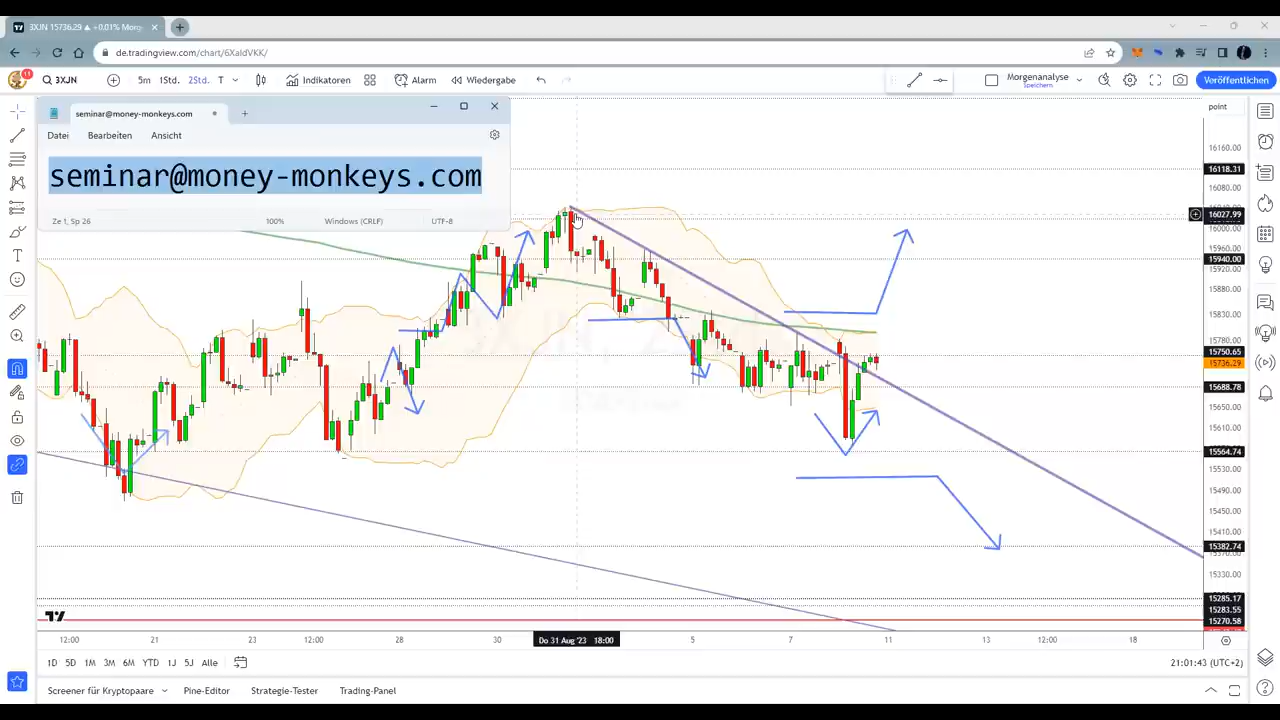 3XJN 15736.29 ▲ +0,01% Morg
de.tradingview.com/chart/6XaldVKK/
11
3XJN
5m 1Std. 2Std. T
Indikatoren
Alarm
Wiedergabe
Morgenanalyse
Speichern
Veröffentlichen
seminar@money-monkeys.com
Datei
Bearbeiten
Ansicht
seminar@money-monkeys.com
Ze 1, Sp 26
100%
Windows (CRLF)
UTF-8
point
16160.00
16118.31
16080.00
16027.99
16000.00
15960.00
15940.00
15920.00
15880.00
15830.00
15780.00
15750.65
15736.29
15688.78
15650.00
15610.00
15564.74
15530.00
15490.00
15450.00
15410.00
15382.74
15330.00
15285.17
15283.55
15270.58
12:00 21 23 12:00 28 30 Do 31 Aug '23 18:00 5 7 11 13 12:00 18
1D 5D 1M 3M 6M YTD 1J 5J Alle
21:01:43 (UTC+2)
Screener für Kryptopaare
Pine-Editor
Strategie-Tester
Trading-Panel